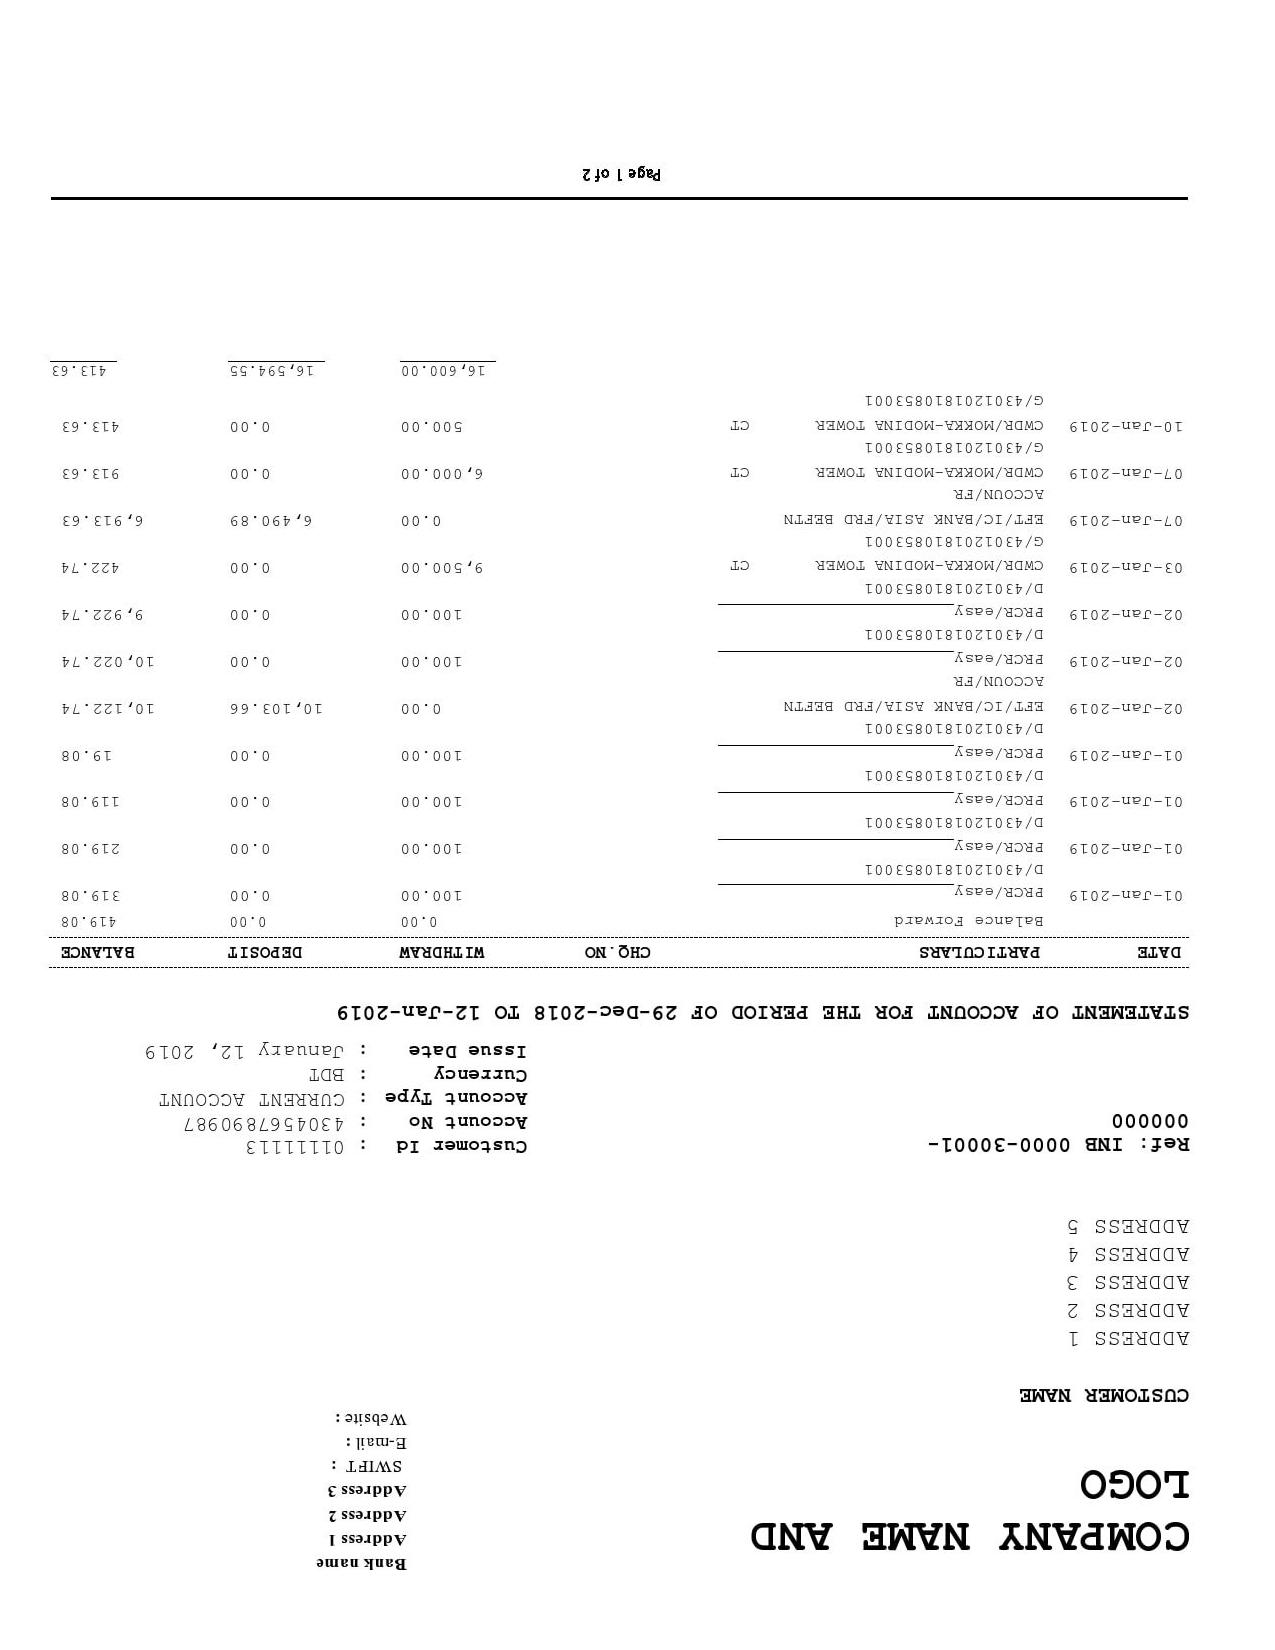 COMPANY NAME AND
LOGO
Bank name
Address 1
Address 2
Address 3
SWIFT :
E-mail :
Website :
CUSTOMER NAME
ADDRESS 1
ADDRESS 2
ADDRESS 3
ADDRESS 4
ADDRESS 5
Ref: INB 0000-30001-
000000
Customer Id : 01111113
Account No : 4304567890987
Account Type : CURRENT ACCOUNT
Currency : BDT
Issue Date : January 12, 2019
STATEMENT OF ACCOUNT FOR THE PERIOD OF 29-Dec-2018 TO 12-Jan-2019
DATE PARTICULARS CHQ.NO WITHDRAW DEPOSIT BALANCE
Balance Forward 0.00 0.00 419.08
01-Jan-2019 PRCR/easy 100.00 0.00 319.08
D/4301201810853001
01-Jan-2019 PRCR/easy 100.00 0.00 219.08
D/4301201810853001
01-Jan-2019 PRCR/easy 100.00 0.00 119.08
D/4301201810853001
01-Jan-2019 PRCR/easy 100.00 0.00 19.08
D/4301201810853001
02-Jan-2019 EFT/IC/BANK ASIA/FRD BEFTN 0.00 10,103.66 10,122.74
ACCOUN/FR
02-Jan-2019 PRCR/easy 100.00 0.00 10,022.74
D/4301201810853001
02-Jan-2019 PRCR/easy 100.00 0.00 9,922.74
D/4301201810853001
03-Jan-2019 CWDR/MOKKA-MODINA TOWER CT 9,500.00 0.00 422.74
G/4301201810853001
07-Jan-2019 EFT/IC/BANK ASIA/FRD BEFTN 0.00 6,490.89 6,913.63
ACCOUN/FR
07-Jan-2019 CWDR/MOKKA-MODINA TOWER CT 6,000.00 0.00 913.63
G/4301201810853001
10-Jan-2019 CWDR/MOKKA-MODINA TOWER CT 500.00 0.00 413.63
G/4301201810853001
16,600.00 16,594.55 413.63
Page 1 of 2